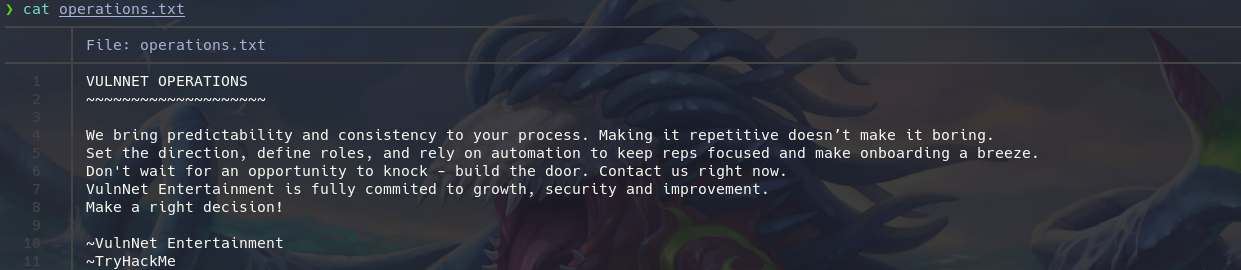 ❯ cat operations.txt
File: operations.txt
1 VULNNET OPERATIONS
2 ~~~~~~~~~~~~~~~~~~~~
3
4 We bring predictability and consistency to your process. Making it repetitive doesn’t make it boring.
5 Set the direction, define roles, and rely on automation to keep reps focused and make onboarding a breeze.
6 Don't wait for an opportunity to knock - build the door. Contact us right now.
7 VulnNet Entertainment is fully commited to growth, security and improvement.
8 Make a right decision!
9
10 ~VulnNet Entertainment
11 ~TryHackMe